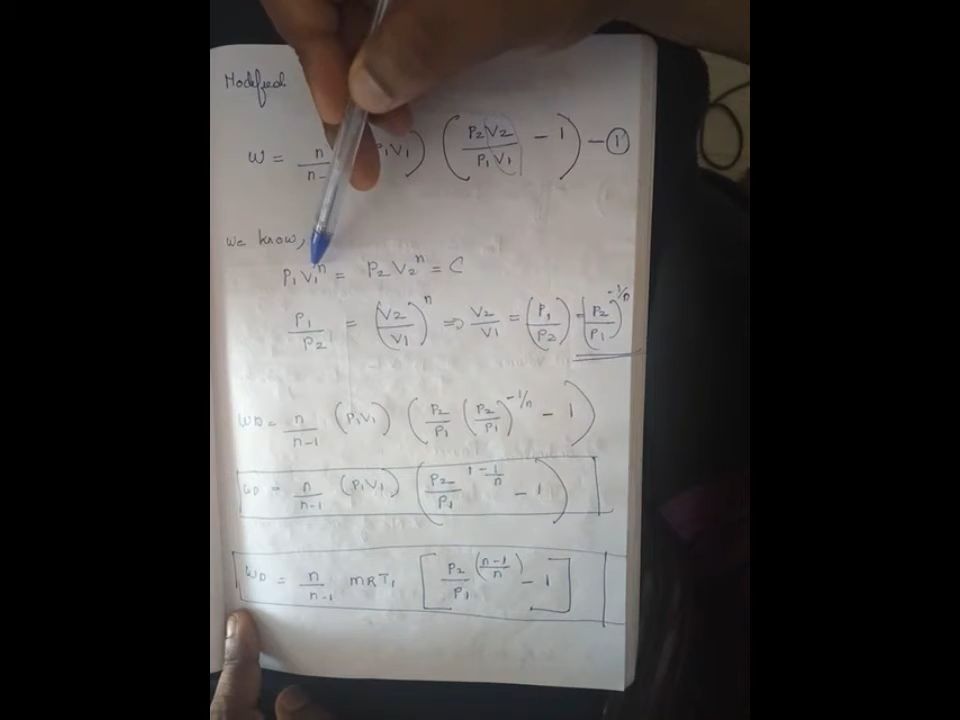 Modified
W = n/n- P₁V₁) (P₂V₂/P₁V₁ - 1) - ①
We know,
P₁V₁ⁿ = P₂V₂ⁿ = C
P₁/P₂ = (V₂/V₁)ⁿ ⇒ V₂/V₁ = (P₁/P₂) = (P₂/P₁)^-1/n
WD = n/n-1 (P₁V₁) (P₂/P₁ (P₂/P₁)^-1/n - 1)
WD = n/n-1 (P₁V₁) (P₂/P₁^1-1/n - 1)
WD = n/n-1 MRT₁ [P₂/P₁^(n-1/n) - 1]